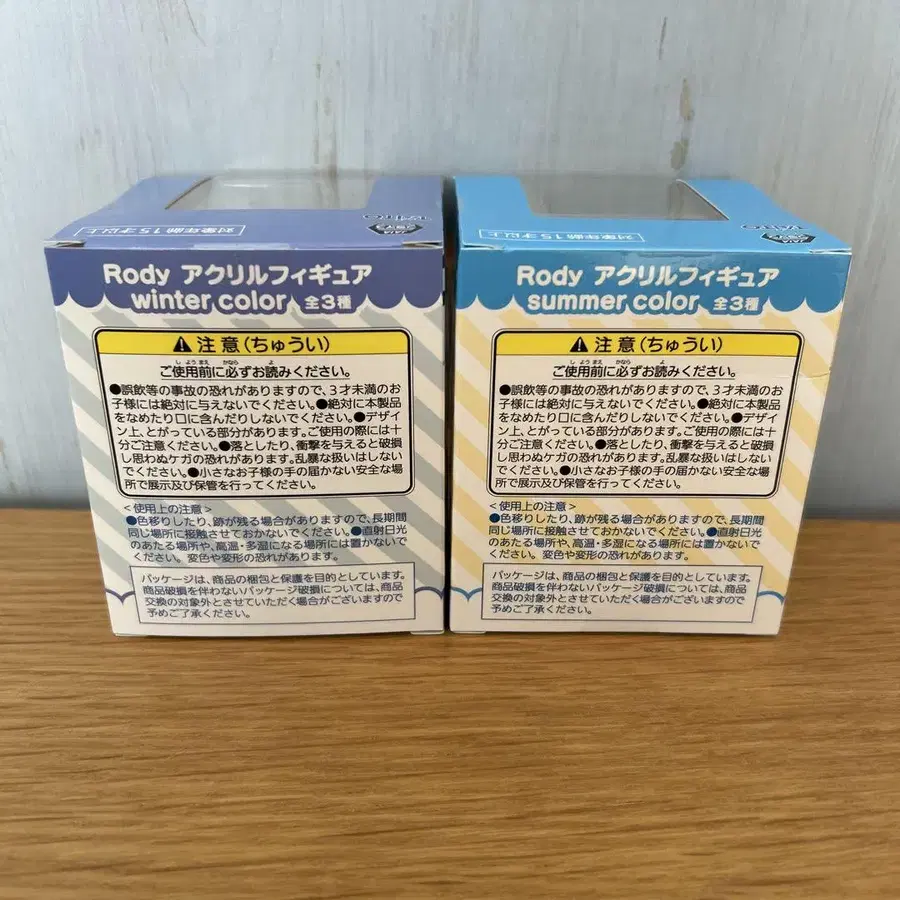 対象年齢15才以上
Rody アクリルフィギュア
winter color 全3種
注意(ちゅうい)
しようまえ かなら よ
ご使用前に必ずお読みください。
●誤飲等の事故の恐れがありますので、3才未満のお
子様には絶対に与えないでください。●絶対に本製品
をなめたり口に含んだりしないでください。●デザイ
ン上、とがっている部分があります。ご使用の際には十
分ご注意ください。●落としたり、衝撃を与えると破損
し思わぬケガの恐れがあります。乱暴な扱いはしない
でください。●小さなお子様の手の届かない安全な場
所で展示及び保管を行ってください。
<使用上の注意>
●色移りしたり、跡が残る場合がありますので、長期間
同じ場所に接触させておかないでください。●直射日光
のあたる場所や、高温・多湿になる場所には置かないで
ください。変色や変形の恐れがあります。
パッケージは、商品の梱包と保護を目的としています。
商品破損を伴わないパッケージ破損については、商品
交換の対象外とさせていただく場合がございますので
予めご了承ください。
対象年齢15才以上
Rody アクリルフィギュア
summer color 全3種
注意(ちゅうい)
しようまえ かなら よ
ご使用前に必ずお読みください。
●誤飲等の事故の恐れがありますので、3才未満のお
子様には絶対に与えないでください。●絶対に本製品
をなめたり口に含んだりしないでください。●デザイ
ン上、とがっている部分があります。ご使用の際には十
分ご注意ください。●落としたり、衝撃を与えると破損
し思わぬケガの恐れがあります。乱暴な扱いはしない
でください。●小さなお子様の手の届かない安全な場
所で展示及び保管を行ってください。
<使用上の注意>
●色移りしたり、跡が残る場合がありますので、長期間
同じ場所に接触させておかないでください。●直射日光
のあたる場所や、高温・多湿になる場所には置かないで
ください。変色や変形の恐れがあります。
パッケージは、商品の梱包と保護を目的としています。
商品破損を伴わないパッケージ破損については、商品
交換の対象外とさせていただく場合がございますので
予めご了承ください。